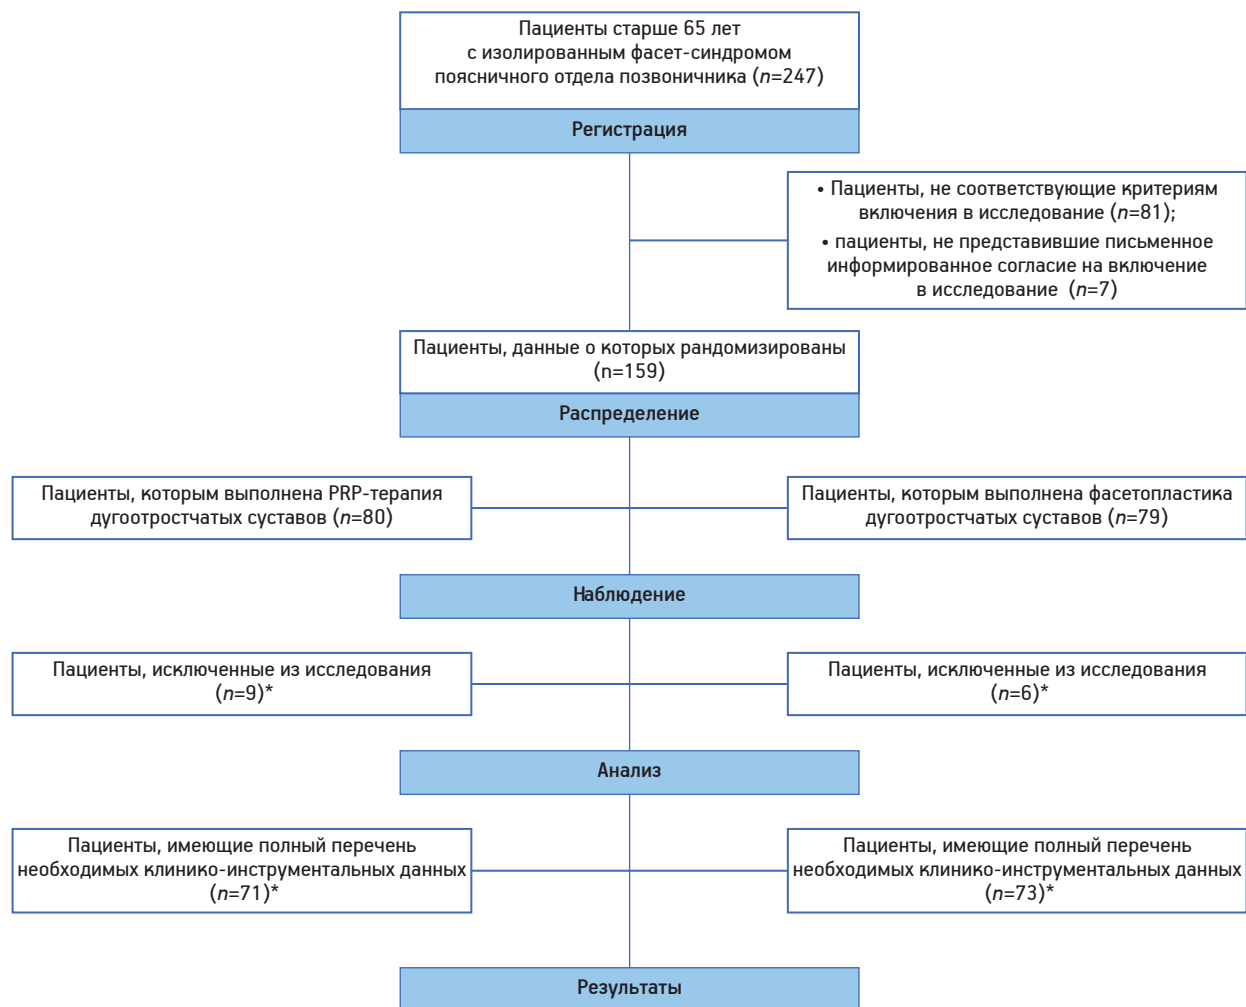 Пациенты старше 65 лет
с изолированным фасет-синдромом
поясничного отдела позвоничника (n=247)
Регистрация
• Пациенты, не соответствующие критериям
включения в исследование (n=81);
• пациенты, не представившие письменное
информированное согласие на включение
в исследование (n=7)
Пациенты, данные о которых рандомизированы
(n=159)
Распределение
Пациенты, которым выполнена PRP-терапия
дугоотростчатых суставов (n=80)
Пациенты, которым выполнена фасетопластика
дугоотростчатых суставов (n=79)
Наблюдение
Пациенты, исключенные из исследования
(n=9)*
Пациенты, исключенные из исследования
(n=6)*
Анализ
Пациенты, имеющие полный перечень
необходимых клинико-инструментальных данных
(n=71)*
Пациенты, имеющие полный перечень
необходимых клинико-инструментальных данных
(n=73)*
Результаты